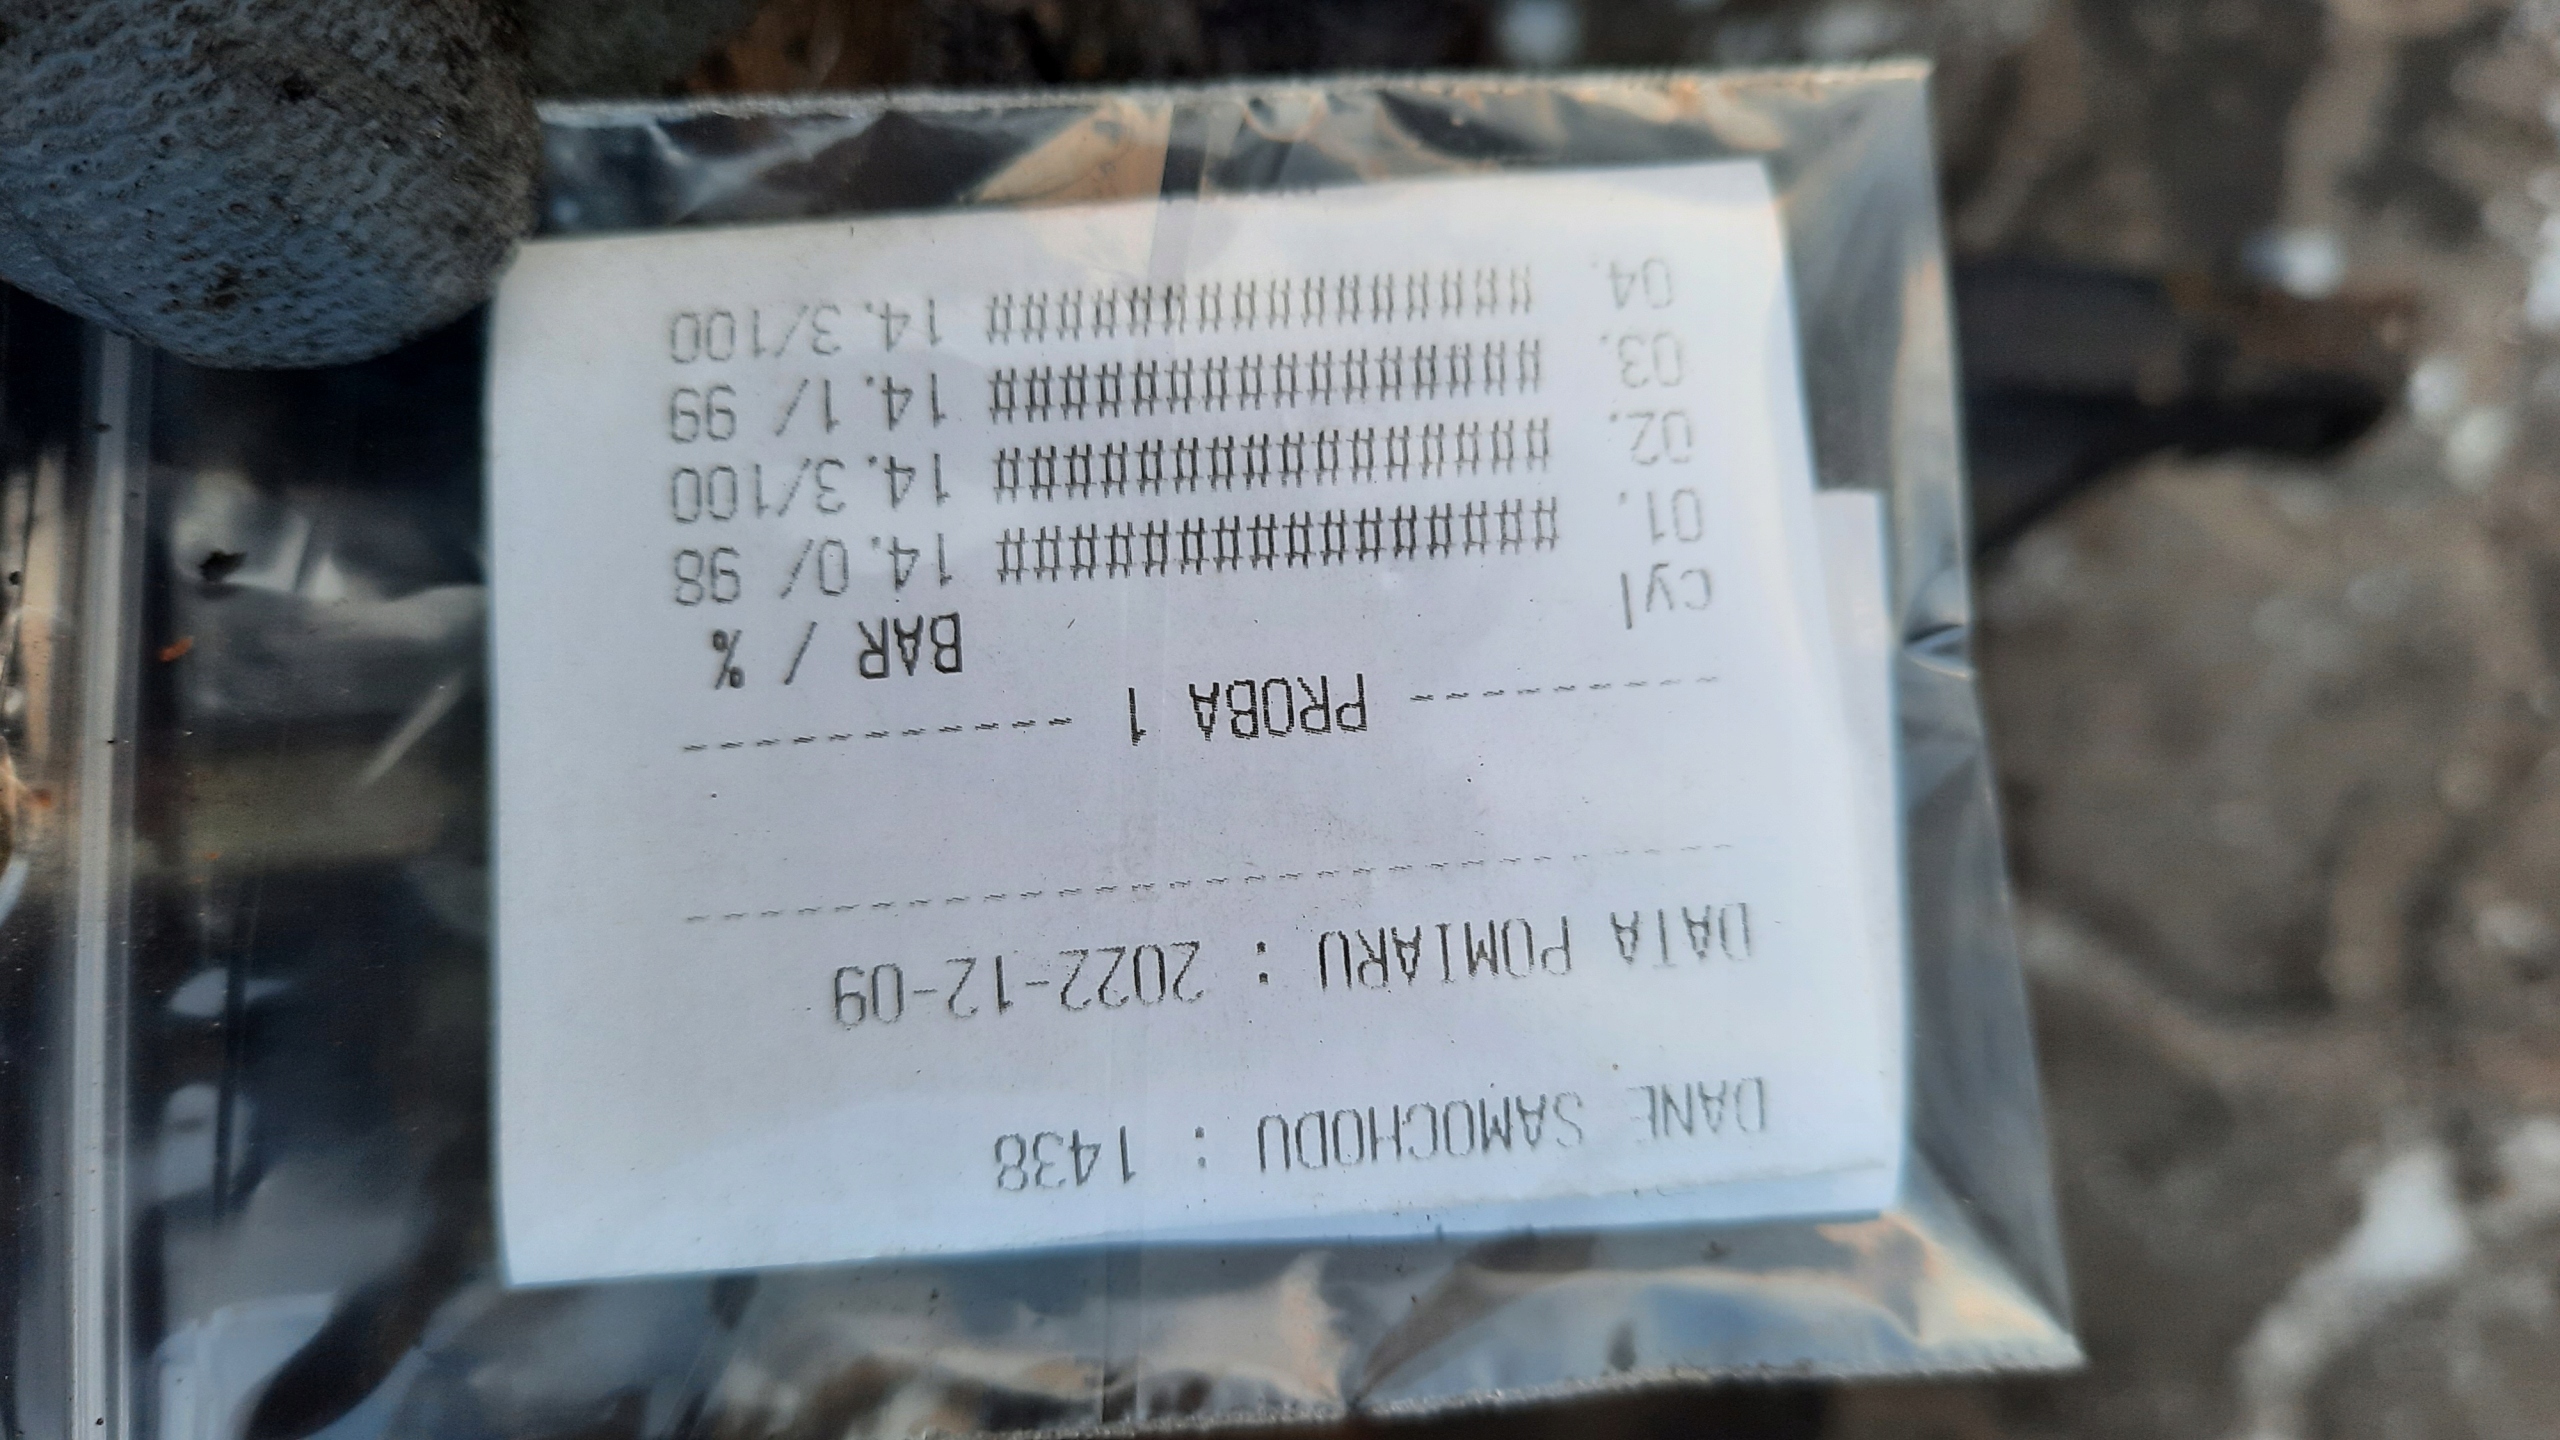 DANE SAMOCHODU : 1438
DATA POMIARU : 2022-12-09
------------------------------
---------- PROBA 1 -----------
cyl BAR / %
01. ################ 14.0/ 98
02. ################ 14.3/100
03. ################ 14.1/ 99
04. ################ 14.3/100